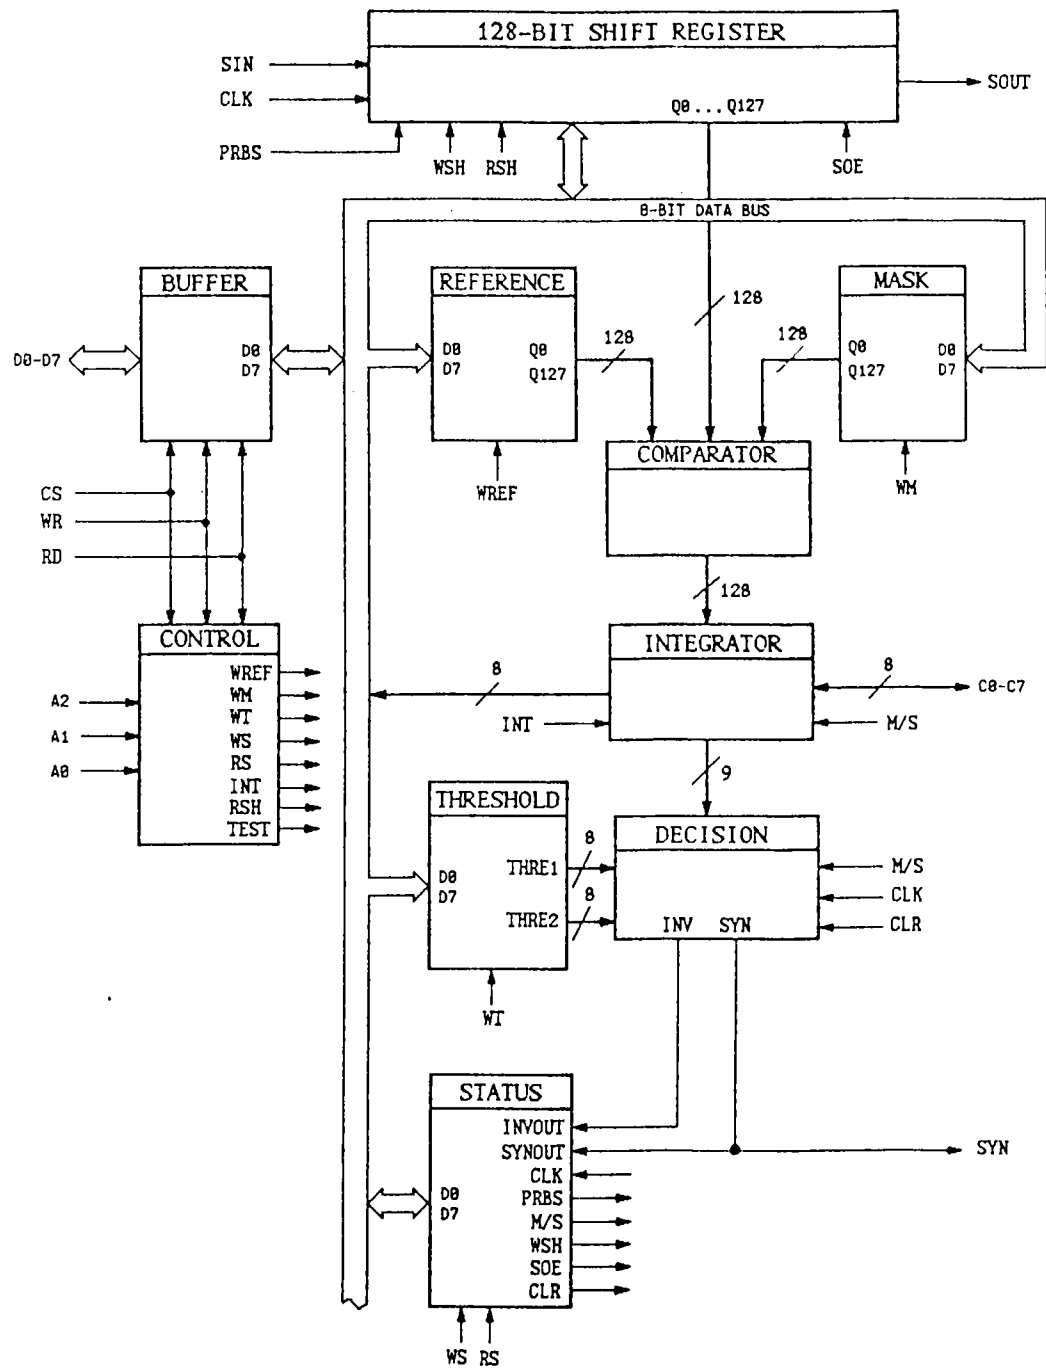 128-BIT SHIFT REGISTER
SIN
CLK
SOUT
Q0...Q127
PRBS
WSH
RSH
SOE
8-BIT DATA BUS
BUFFER
D0
D7
D0-D7
REFERENCE
D0
D7
Q0
Q127
128
128
128
MASK
Q0
Q127
D0
D7
WREF
WM
COMPARATOR
128
CS
WR
RD
CONTROL
A2
A1
A0
WREF
WM
WT
WS
RS
INT
RSH
TEST
INTEGRATOR
8
8
C0-C7
INT
M/S
9
THRESHOLD
D0
D7
THRE1
THRE2
8
8
WT
DECISION
M/S
CLK
CLR
INV
SYN
STATUS
INVOUT
SYNOUT
CLK
PRBS
M/S
WSH
SOE
CLR
D0
D7
SYN
WS
RS